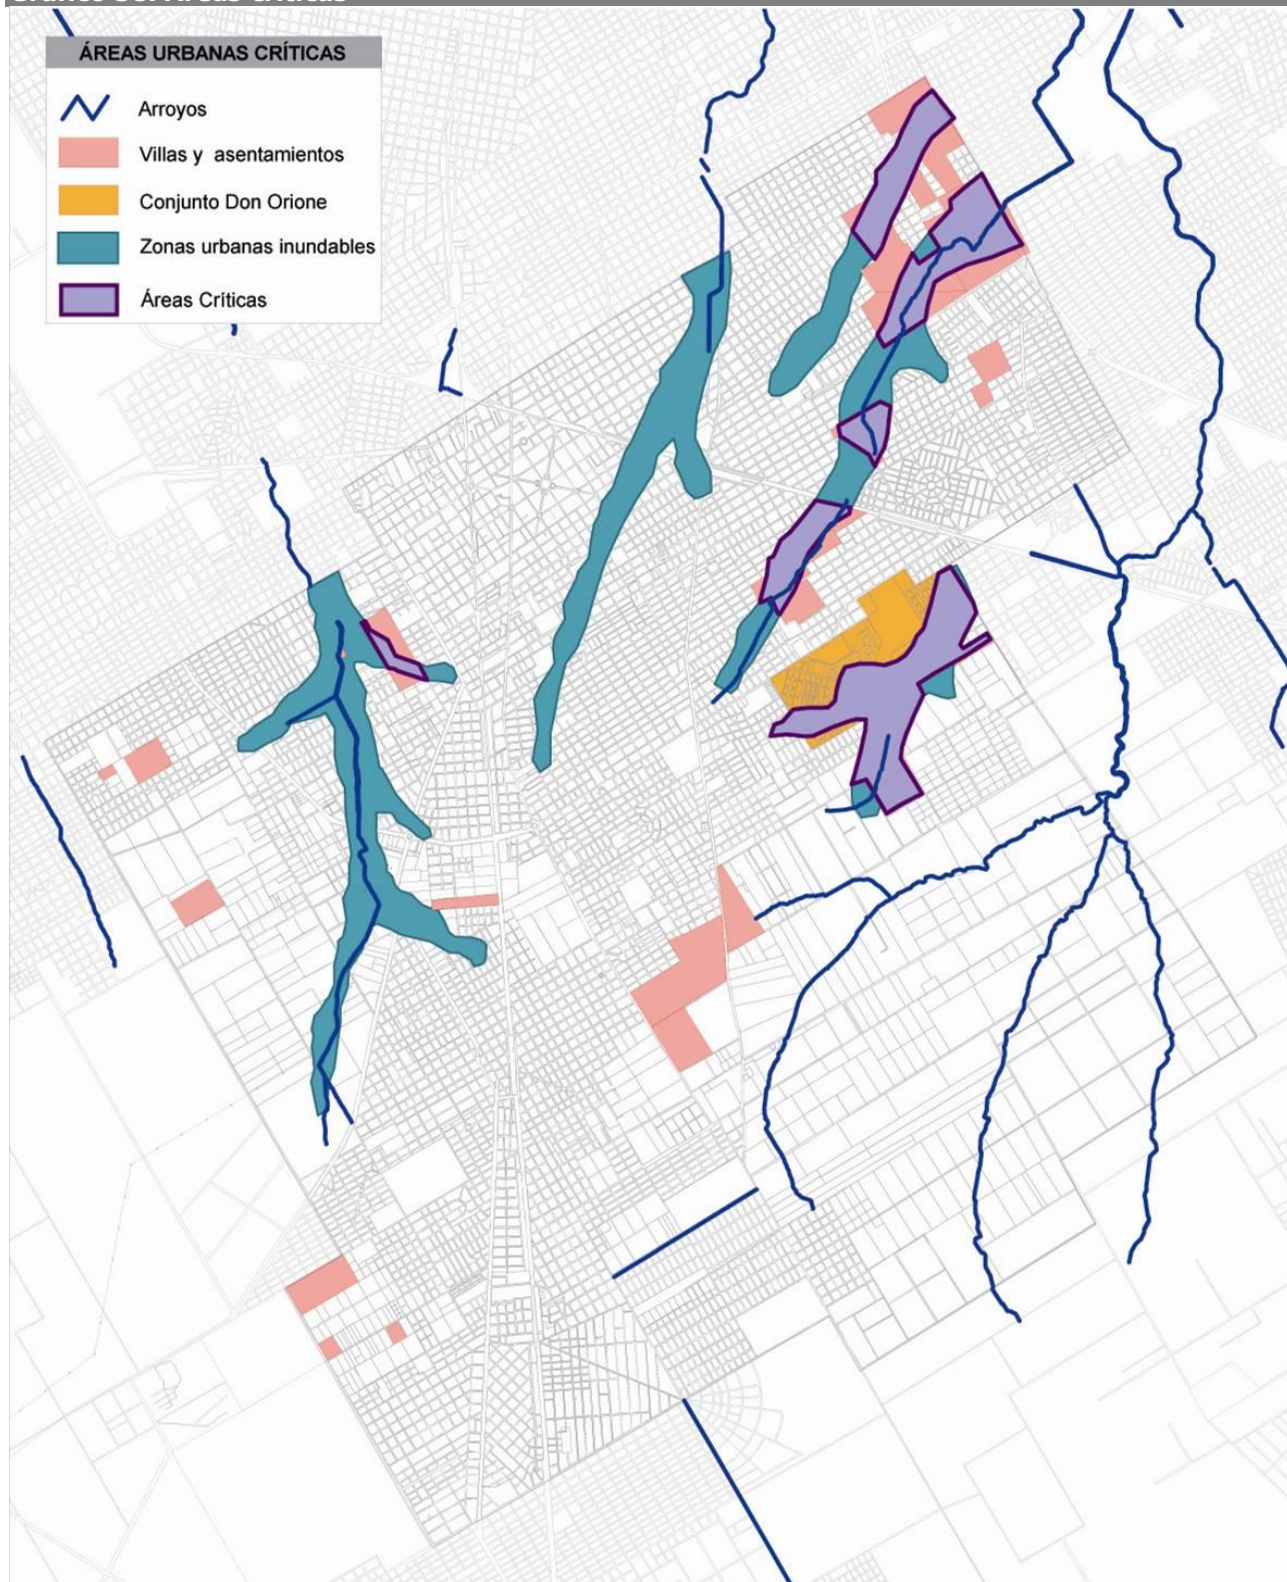 ÁREAS URBANAS CRÍTICAS
Arroyos
Villas y asentamientos
Conjunto Don Orione
Zonas urbanas inundables
Áreas Críticas